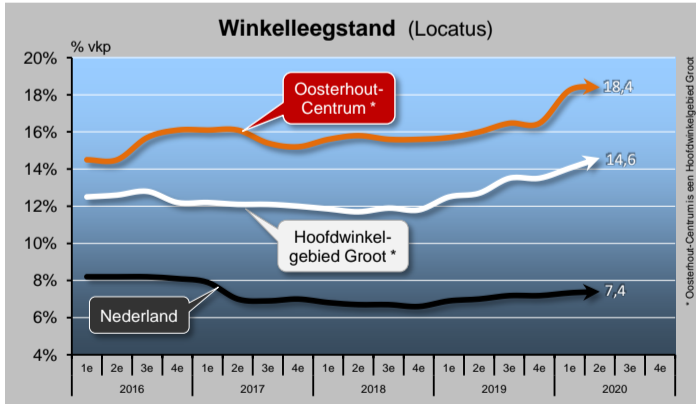 Winkelleegstand (Locatus)
% vkp
20%
18%
16%
14%
12%
10%
8%
6%
4%
Oosterhout-
Centrum *
18,4
14,6
Hoofdwinkel-
gebied Groot *
7,4
Nederland
1e 2e 3e 4e 1e 2e 3e 4e 1e 2e 3e 4e 1e 2e 3e 4e 1e 2e 3e 4e
2016 2017 2018 2019 2020
* Oosterhout-Centrum is een Hoofdwinkelgebied Groot